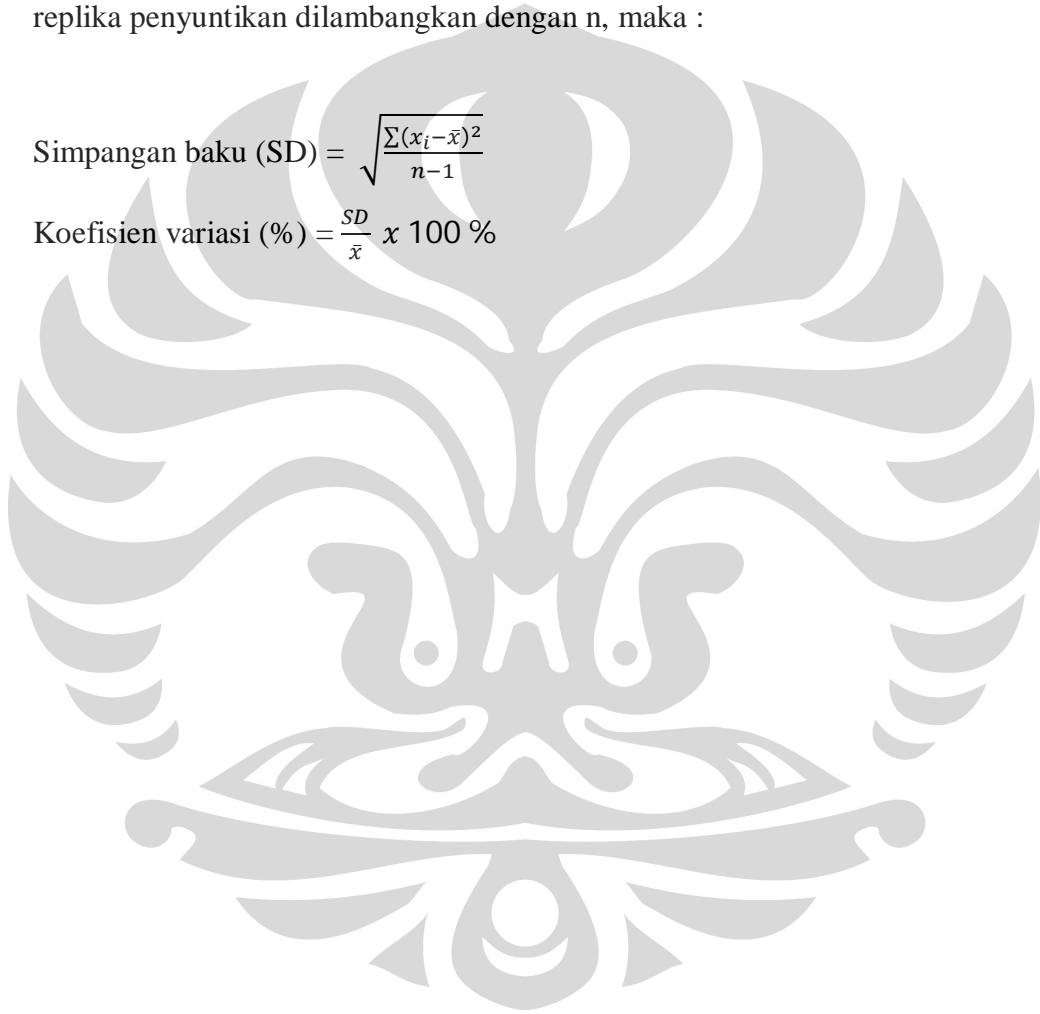 replika penyuntikan dilambangkan dengan n, maka :
Simpangan baku (SD) = √(∑(xᵢ−x̄)²/(n−1))
Koefisien variasi (%) = SD/x̄ x 100 %